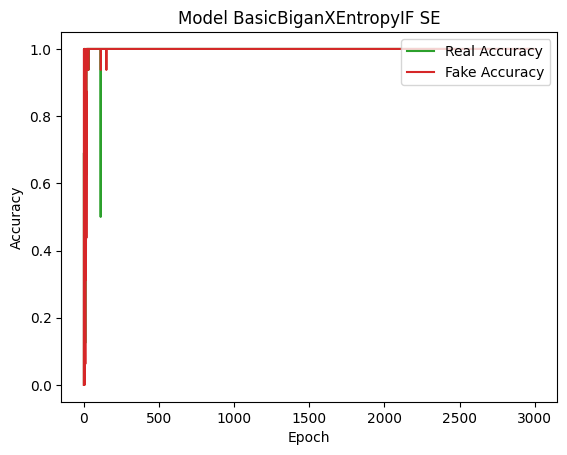 Model BasicBiganXEntropyIF SE
Real Accuracy
Fake Accuracy
Accuracy
1.0
0.8
0.6
0.4
0.2
0.0
0 500 1000 1500 2000 2500 3000
Epoch